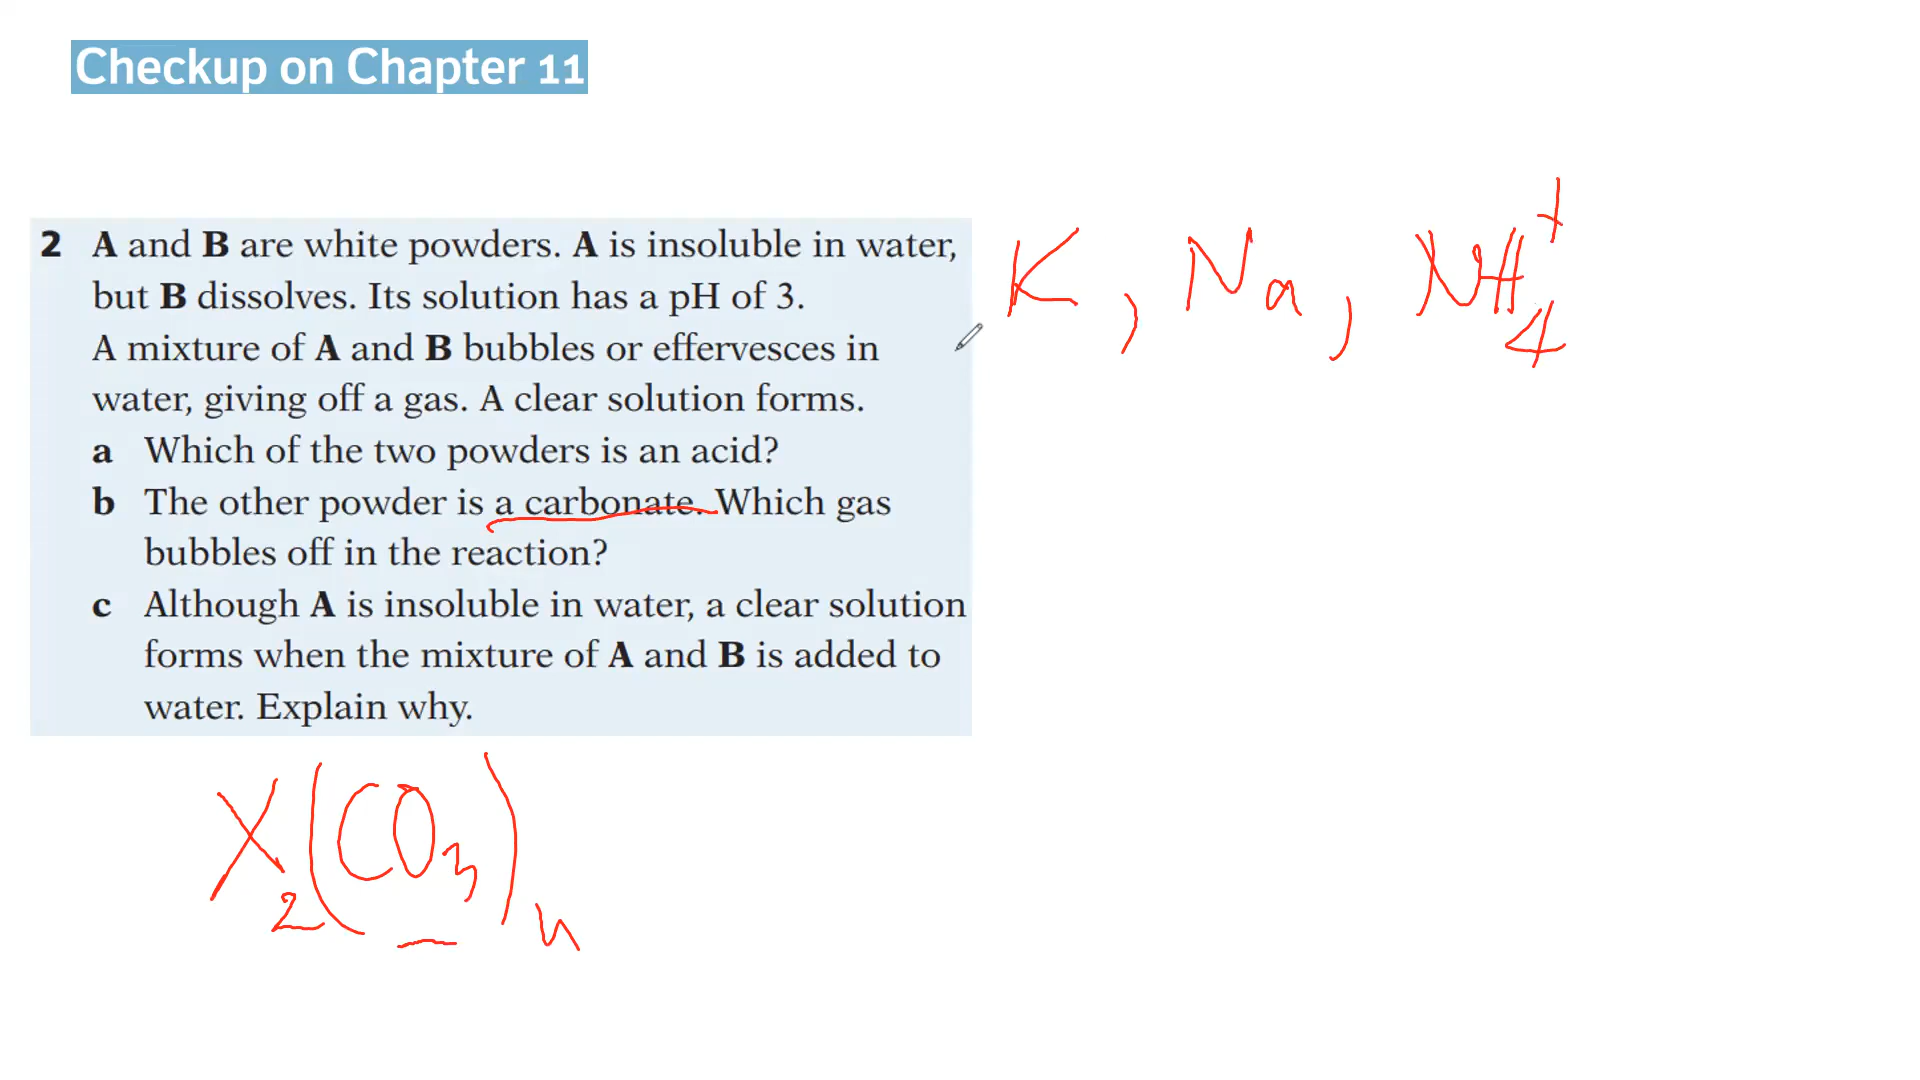 Checkup on Chapter 11
2 A and B are white powders. A is insoluble in water,
but B dissolves. Its solution has a pH of 3.
A mixture of A and B bubbles or effervesces in
water, giving off a gas. A clear solution forms.
a Which of the two powders is an acid?
b The other powder is a carbonate. Which gas
bubbles off in the reaction?
c Although A is insoluble in water, a clear solution
forms when the mixture of A and B is added to
water. Explain why.
K, Na, NH₄⁺
X₂(CO₃)n